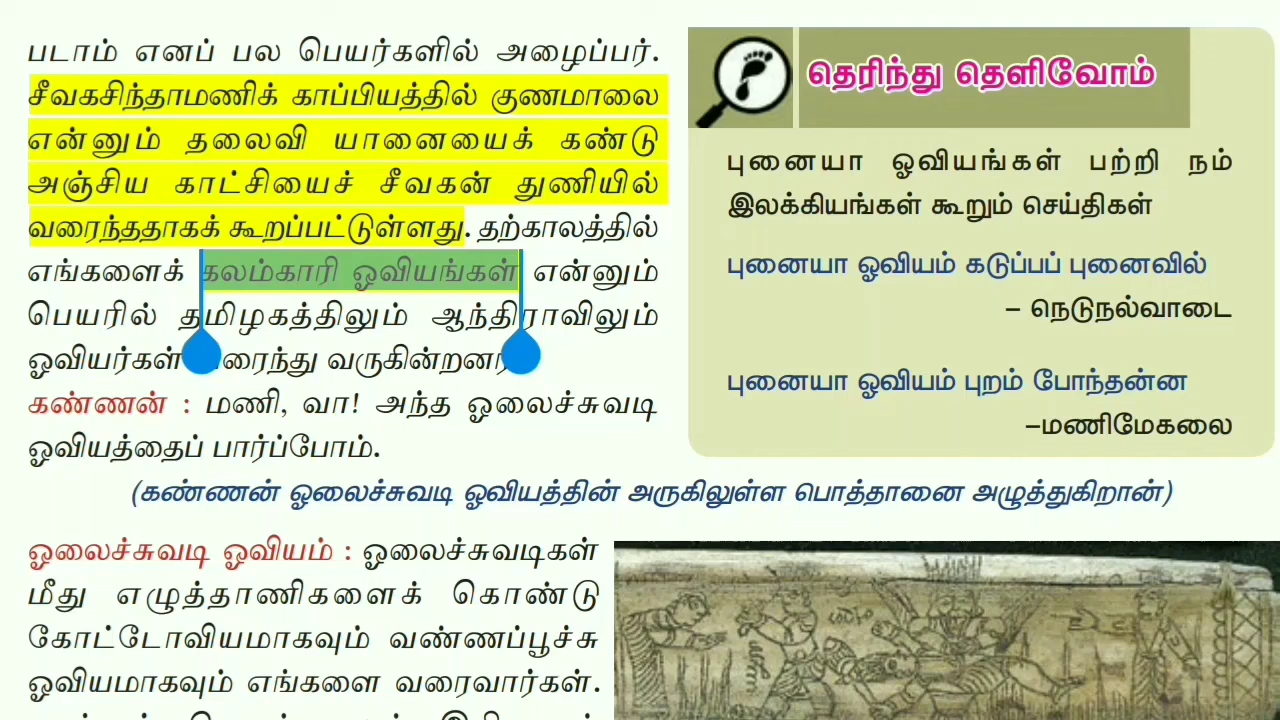 படாம் எனப் பல பெயர்களில் அழைப்பர்.
சீவகசிந்தாமணிக் காப்பியத்தில் குணமாலை
என்னும் தலைவி யானையைக் கண்டு
அஞ்சிய காட்சியைச் சீவகன் துணியில்
வரைந்ததாகக் கூறப்பட்டுள்ளது. தற்காலத்தில்
எங்களைக் கலம்காரி ஓவியங்கள் என்னும்
பெயரில் தமிழகத்திலும் ஆந்திராவிலும்
ஓவியர்கள் வரைந்து வருகின்றனர்
கண்ணன் : மணி, வா! அந்த ஓலைச்சுவடி
ஓவியத்தைப் பார்ப்போம்.
தெரிந்து தெளிவோம்
புனையா ஓவியங்கள் பற்றி நம்
இலக்கியங்கள் கூறும் செய்திகள்
புனையா ஓவியம் கடுப்பப் புனைவில்
– நெடுநல்வாடை
புனையா ஓவியம் புறம் போந்தன்ன
–மணிமேகலை
(கண்ணன் ஓலைச்சுவடி ஓவியத்தின் அருகிலுள்ள பொத்தானை அழுத்துகிறான்)
ஓலைச்சுவடி ஓவியம் : ஓலைச்சுவடிகள்
மீது எழுத்தாணிகளைக் கொண்டு
கோட்டோவியமாகவும் வண்ணப்பூச்சு
ஓவியமாகவும் எங்களை வரைவார்கள்.